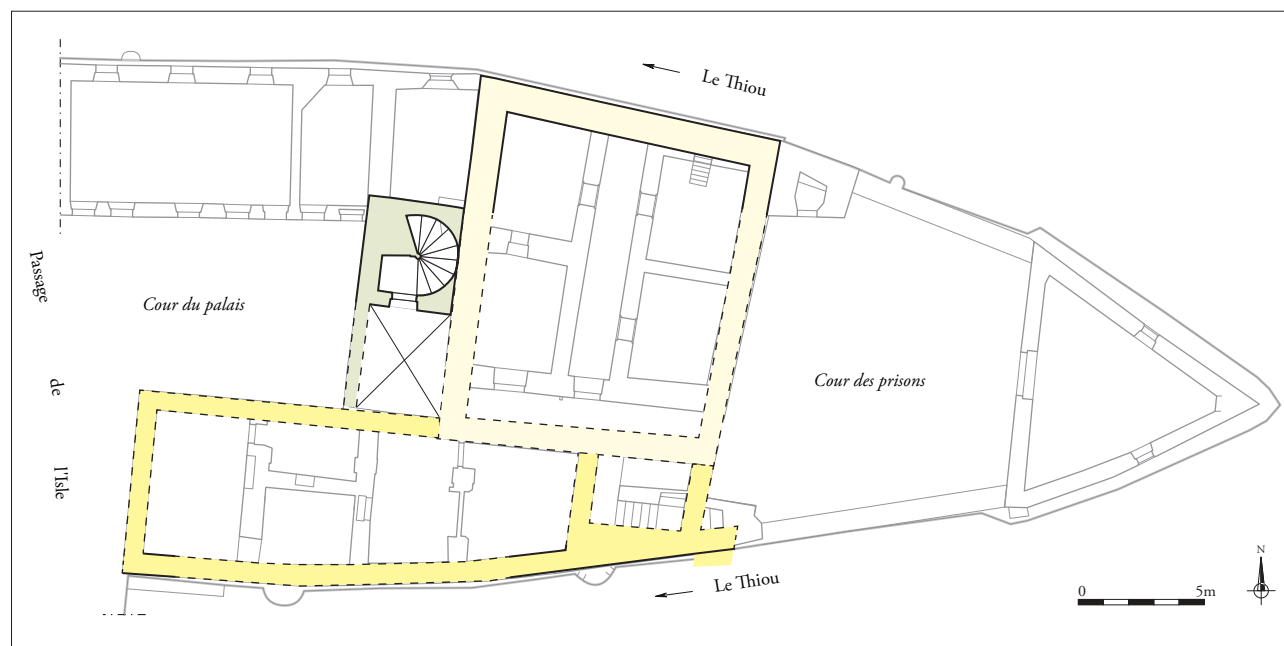 Le Thiou
Passage
de
l'Isle
Cour du palais
Cour des prisons
Le Thiou
0 5m
N